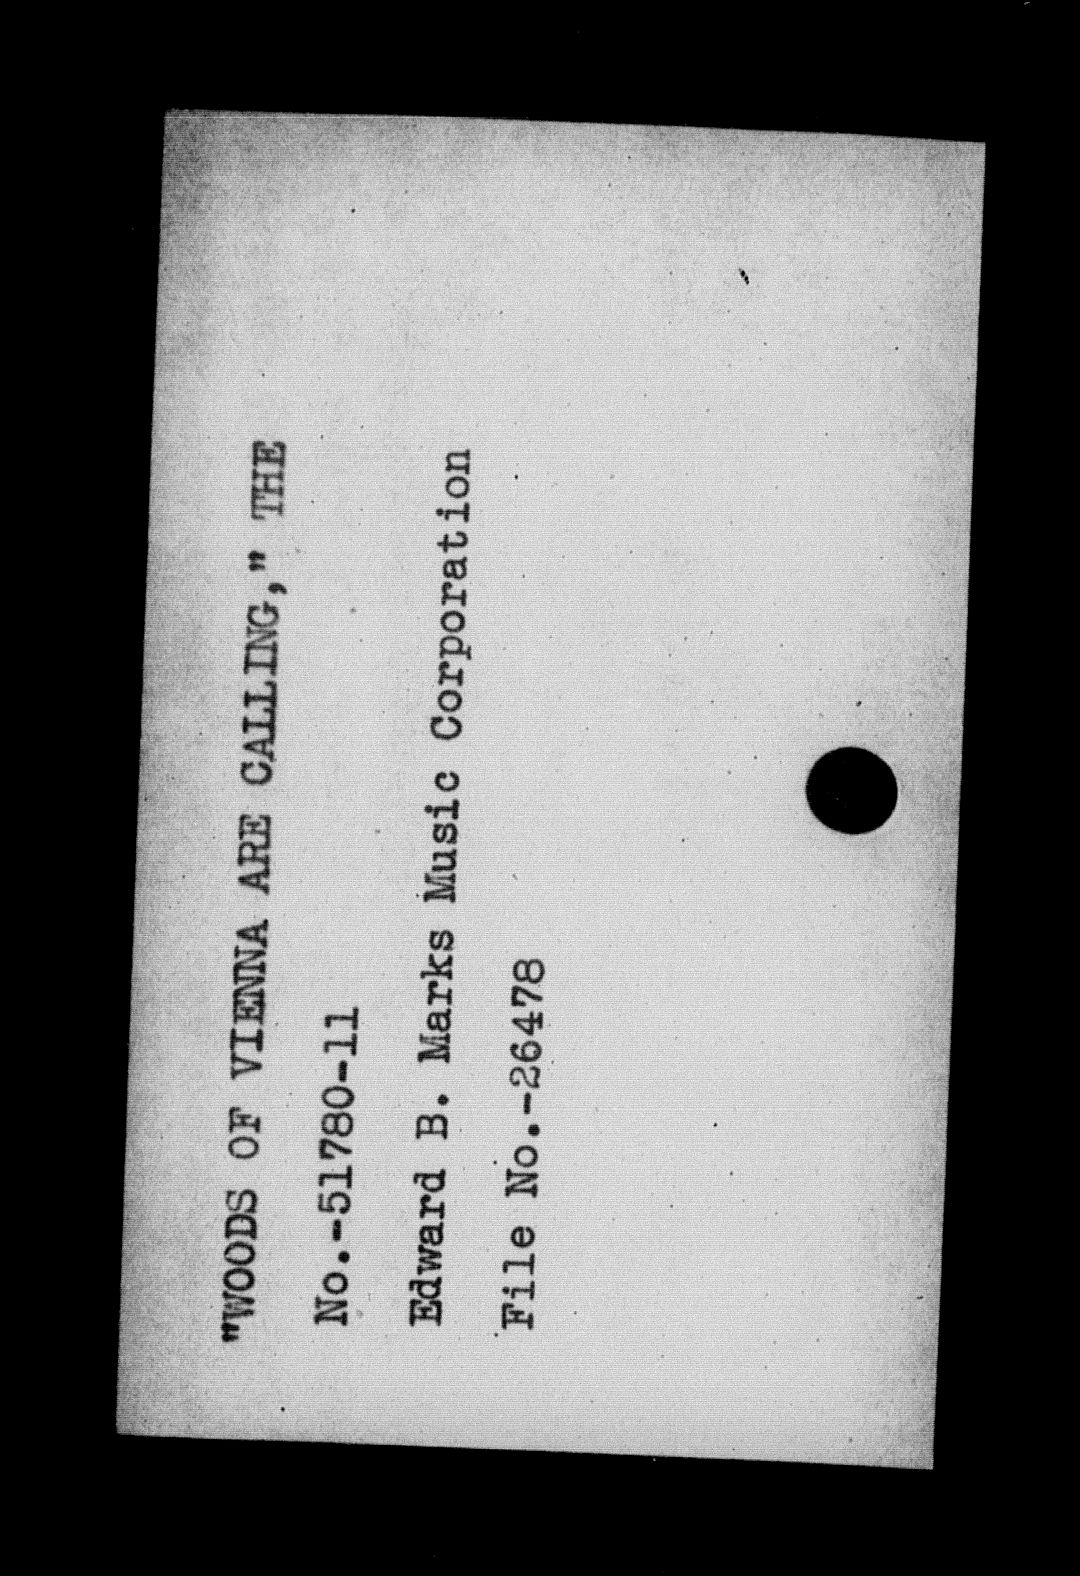 "WOODS OF VIENNA ARE CALLING," THE
No.-51780-11
Edward B. Marks Music Corporation
File No.-26478